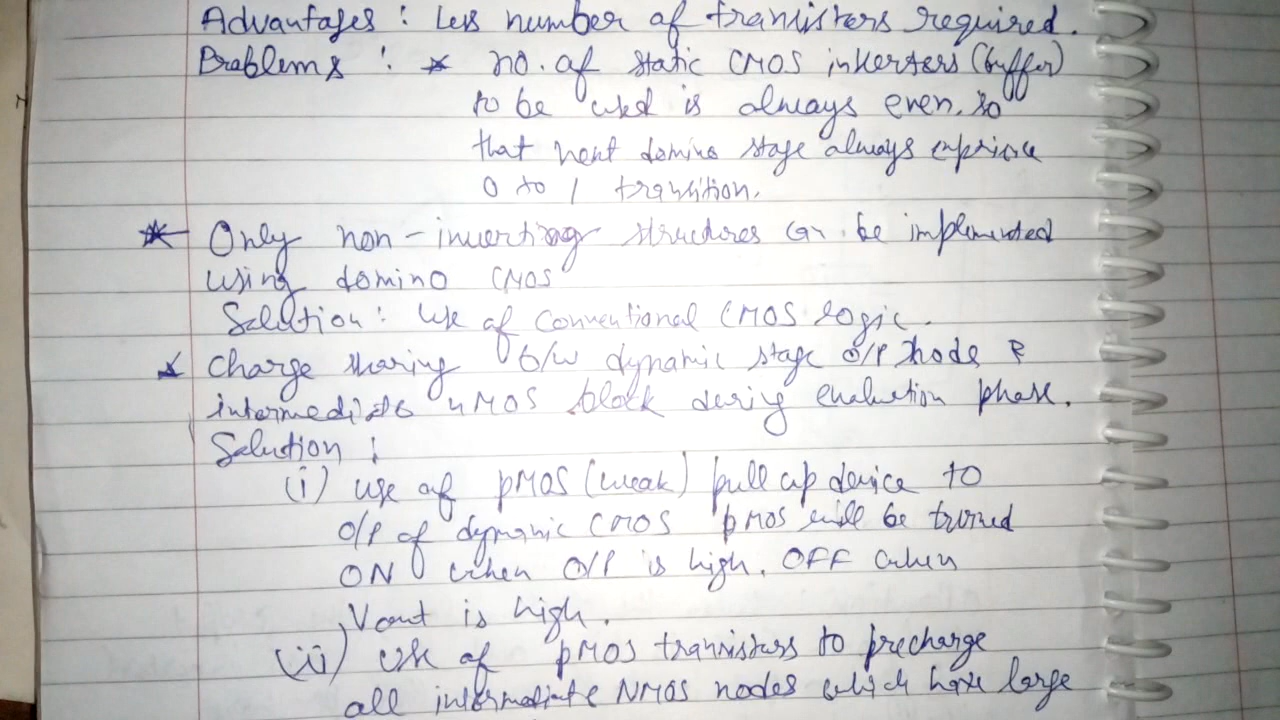 Advantages : Less number of transistors required.
Problems : * no. of static CMOS inverters (buffer)
to be used is always even. so
that next domino stage always exprience
0 to 1 transition.
* Only non-inverting structures can be implemented
using domino CMOS
Solution : Use of Conventional CMOS logic.
* Charge sharing b/w dynamic stage O/P node &
intermediate nMOS block during evaluation phase.
Solution :
(i) use of pMOS (weak) pull up device to
O/P of dynamic CMOS pMOS will be turned
ON when O/P is high. OFF when
Vout is high.
(ii) Use of pMOS transistors to precharge
all intermediate NMOS nodes which have large